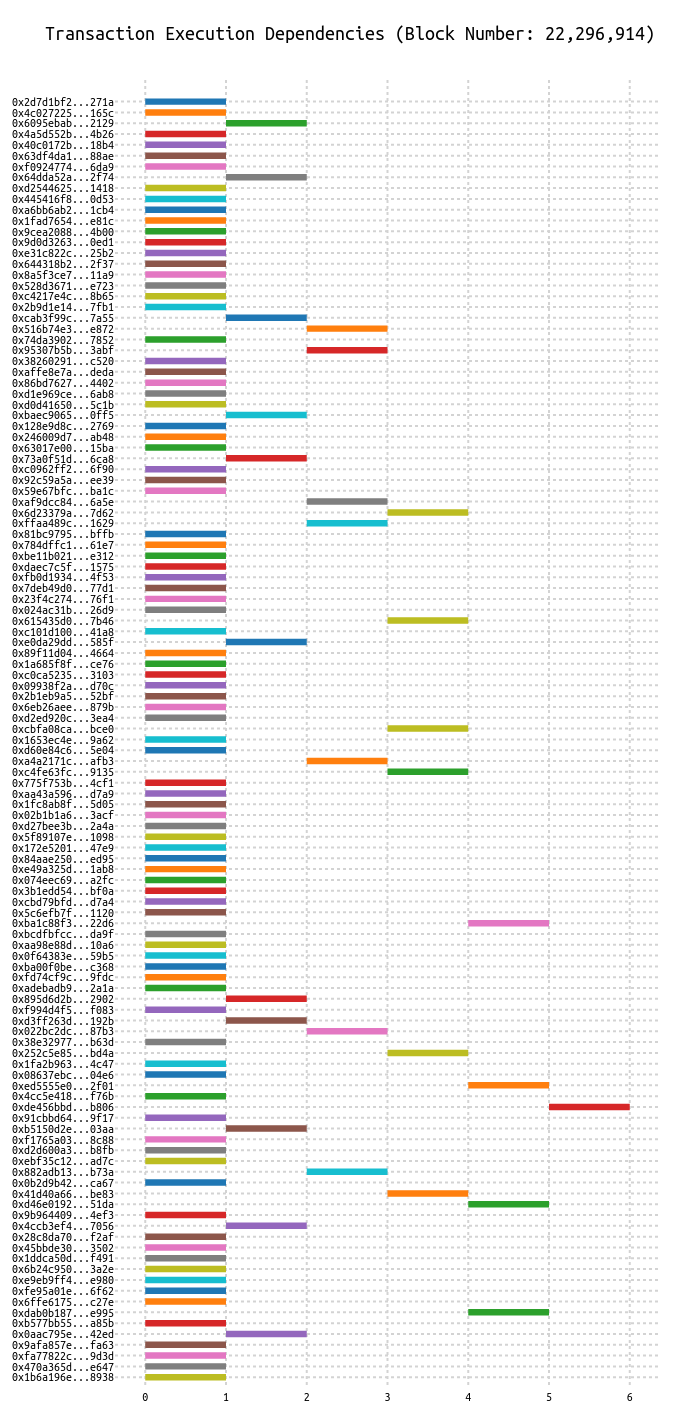 Transaction Execution Dependencies (Block Number: 22,296,914)
0x2d7d1bf2...271a
0x4c027225...165c
0x6095ebab...2129
0x4a5d552b...4b26
0x40c0172b...18b4
0x63df4da1...88ae
0xf0924774...6da9
0x64dda52a...2f74
0xd2544625...1418
0x445416f8...0d53
0xa6bb6ab2...1cb4
0x1fad7654...e81c
0x9cea2088...4b00
0x9d0d3263...0ed1
0xe31c822c...25b2
0x644318b2...2f37
0x8a5f3ce7...11a9
0x528d3671...e723
0xc4217e4c...8b65
0x2b9d1e14...7fb1
0xcab3f99c...7a55
0x516b74e3...e872
0x74da3902...7852
0x95307b5b...3abf
0x38260291...c520
0xaffe8e7a...deda
0x86bd7627...4402
0xd1e969ce...6ab8
0xd0d41650...5c1b
0xbaec9065...0ff5
0x128e9d8c...2769
0x246009d7...ab48
0x63017e00...15ba
0x73a0f51d...6ca8
0xc0962ff2...6f90
0x92c59a5a...ee39
0x59e67bfc...ba1c
0xaf9dcc84...6a5e
0x6d23379a...7d62
0xffaa489c...1629
0x81bc9795...bffb
0x784dffc1...61e7
0xbe11b021...e312
0xdaec7c5f...1575
0xfb0d1934...4f53
0x7deb49d0...77d1
0x23f4c274...76f1
0x024ac31b...26d9
0x615435d0...7b46
0xc101d100...41a8
0xe0da29dd...585f
0x89f11d04...4664
0x1a685f8f...ce76
0xc0ca5235...3103
0x09938f2a...d70c
0x2b1eb9a5...52bf
0x6eb26aee...879b
0xd2ed920c...3ea4
0xcbfa08ca...bce0
0x1653ec4e...9a62
0xd60e84c6...5e04
0xa4a2171c...afb3
0xc4fe63fc...9135
0x775f753b...4cf1
0xaa43a596...d7a9
0x1fc8ab8f...5d05
0x02b1b1a6...3acf
0xd27bee3b...2a4a
0x5f89107e...1098
0x172e5201...47e9
0x84aae250...ed95
0xe49a325d...1ab8
0x074eec69...a2fc
0x3b1edd54...bf0a
0xcbd79bfd...d7a4
0x5c6efb7f...1120
0xba1c88f3...22d6
0xbcdfbfcc...da9f
0xaa98e88d...10a6
0x0f64383e...59b5
0xba00f0be...c368
0xfd74cf9c...9fdc
0xadebadb9...2a1a
0x895d6d2b...2902
0xf994d4f5...f083
0xd3ff263d...192b
0x022bc2dc...87b3
0x38e32977...b63d
0x252c5e85...bd4a
0x1fa2b963...4c47
0x08637ebc...04e6
0xed5555e0...2f01
0x4cc5e418...f76b
0xde456bbd...b806
0x91cbbd64...9f17
0xb5150d2e...03aa
0xf1765a03...8c88
0xd2d600a3...b8fb
0xebf35c12...ad7c
0x882adb13...b73a
0x0b2d9b42...ca67
0x41d40a66...be83
0xd46e0192...51da
0x9b964409...4ef3
0x4ccb3ef4...7056
0x28c8da70...f2af
0x45bbde30...3502
0x1ddca50d...f491
0x6b24c950...3a2e
0xe9eb9ff4...e980
0xfe95a01e...6f62
0x6ffe6175...c27e
0xdab0b187...e995
0xb577bb55...a85b
0x0aac795e...42ed
0x9afa857e...fa63
0xfa77822c...9d3d
0x470a365d...e647
0x1b6a196e...8938
0 1 2 3 4 5 6